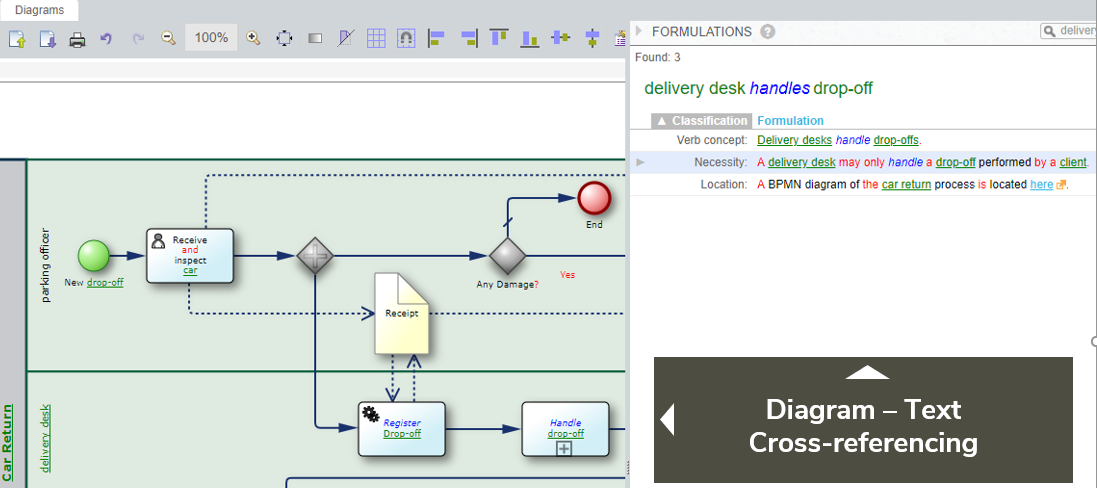 Diagrams
100%
FORMULATIONS ?
deliver
Found: 3
delivery desk handles drop-off
▲ Classification Formulation
Verb concept: Delivery desks handle drop-offs.
Necessity: A delivery desk may only handle a drop-off performed by a client.
Location: A BPMN diagram of the car return process is located here.
Car Return
parking officer
New drop-off
Receive
and
inspect
car
Any Damage?
Yes
End
Receipt
delivery desk
Register
Drop-off
Handle
drop-off
Diagram – Text
Cross-referencing